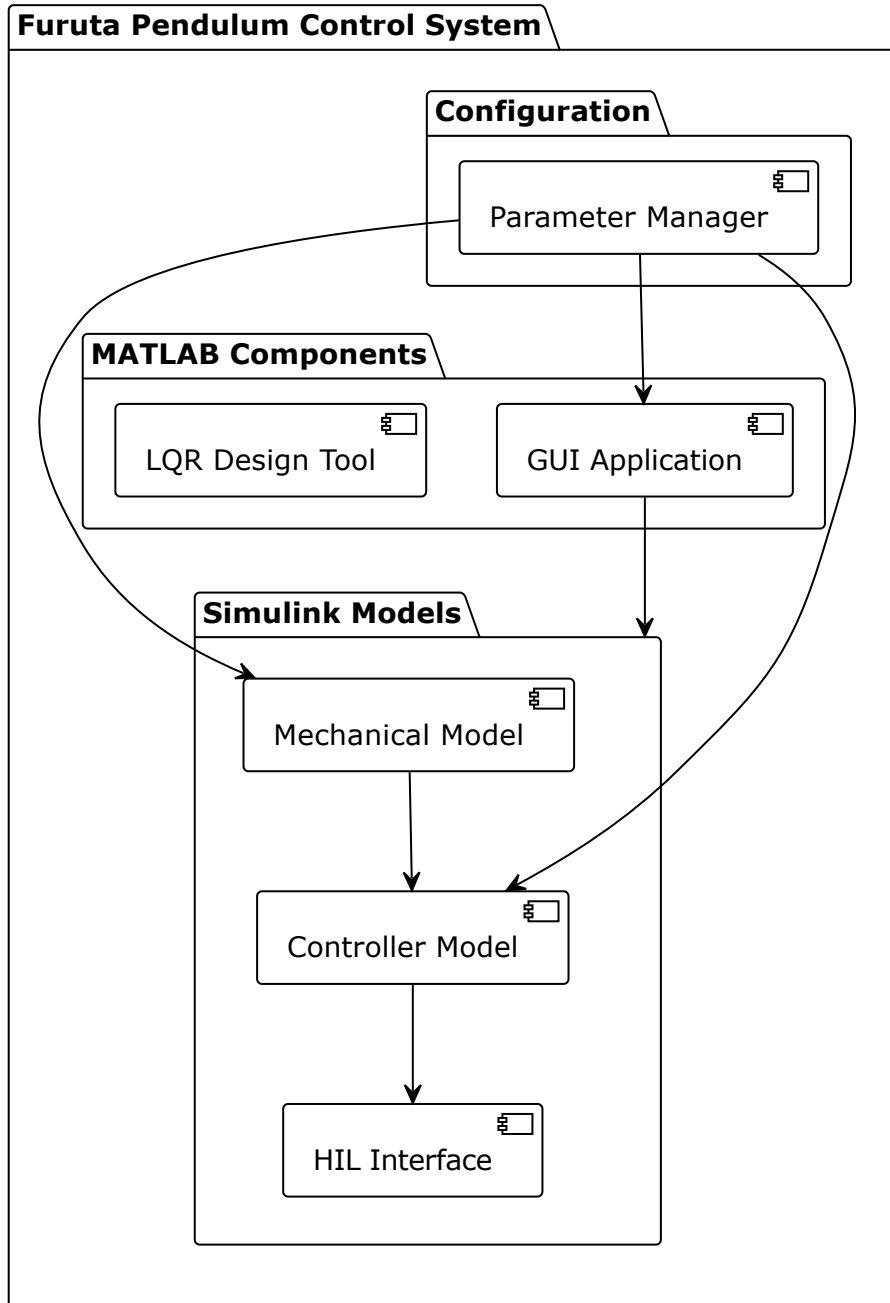 Furuta Pendulum Control System
Configuration
Parameter Manager
MATLAB Components
LQR Design Tool
GUI Application
Simulink Models
Mechanical Model
Controller Model
HIL Interface